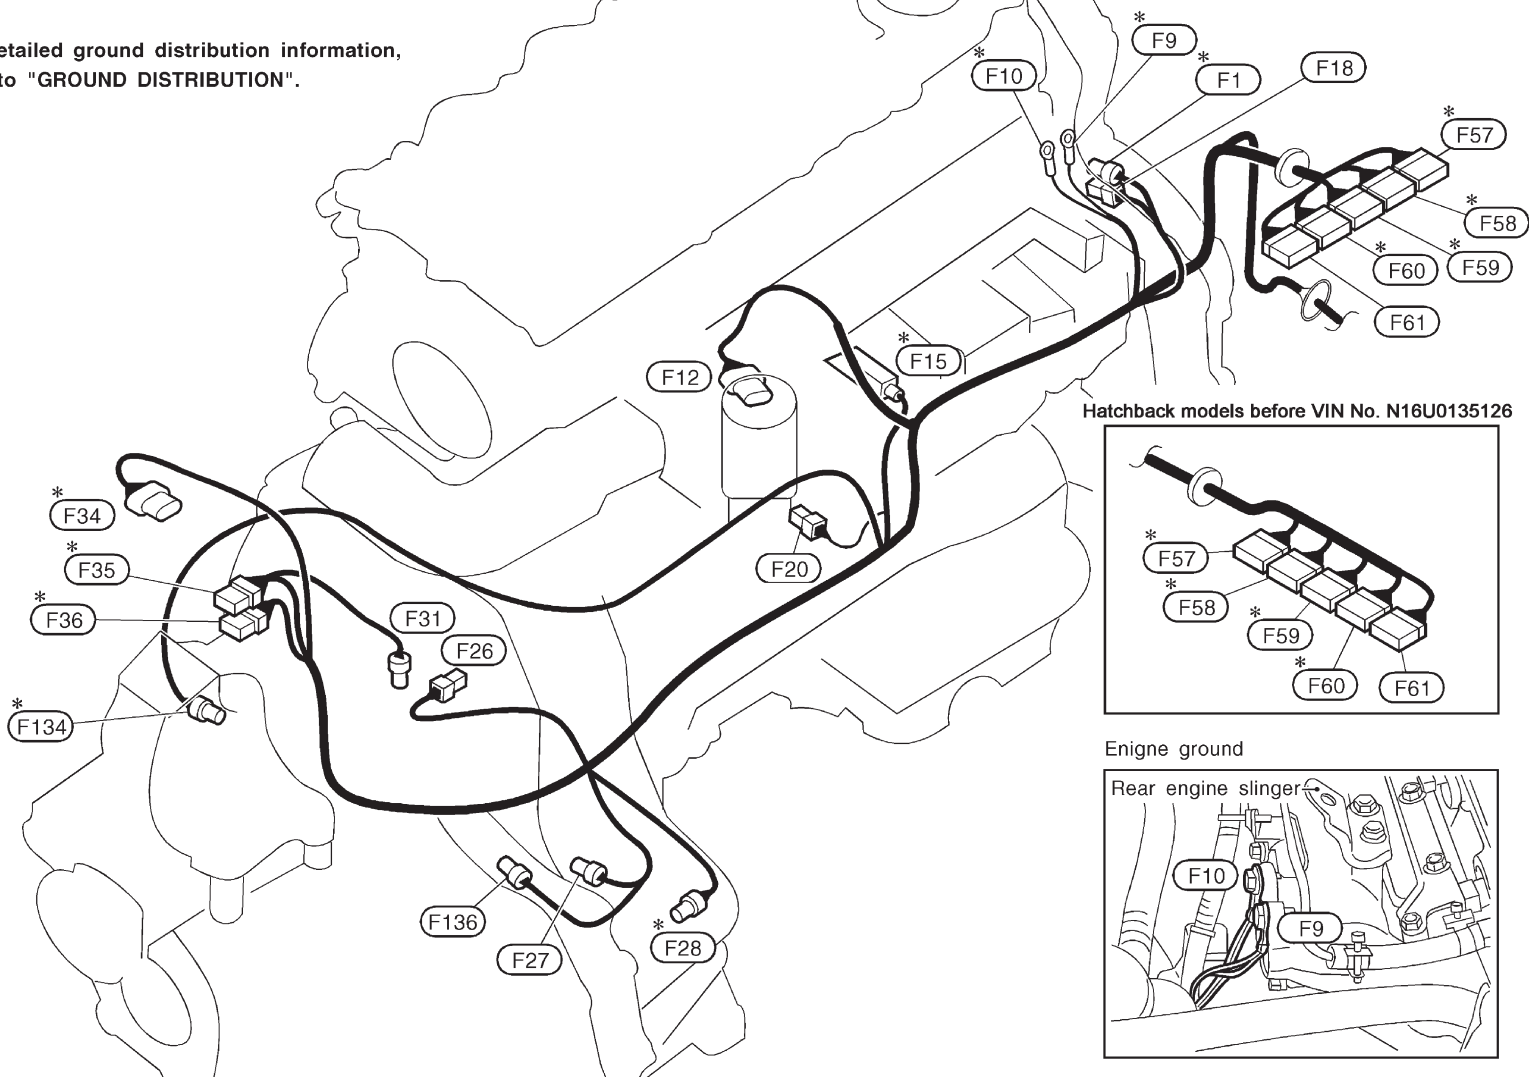 etailed ground distribution information,
to "GROUND DISTRIBUTION".
* F9
* F10
* F1
F18
* F57
* F58
* F59
* F60
F61
* F15
F12
F20
* F34
* F35
* F36
F31
F26
* F134
F136
F27
* F28
Hatchback models before VIN No. N16U0135126
* F57
* F58
* F59
* F60
F61
Enigne ground
Rear engine slinger
F10
F9